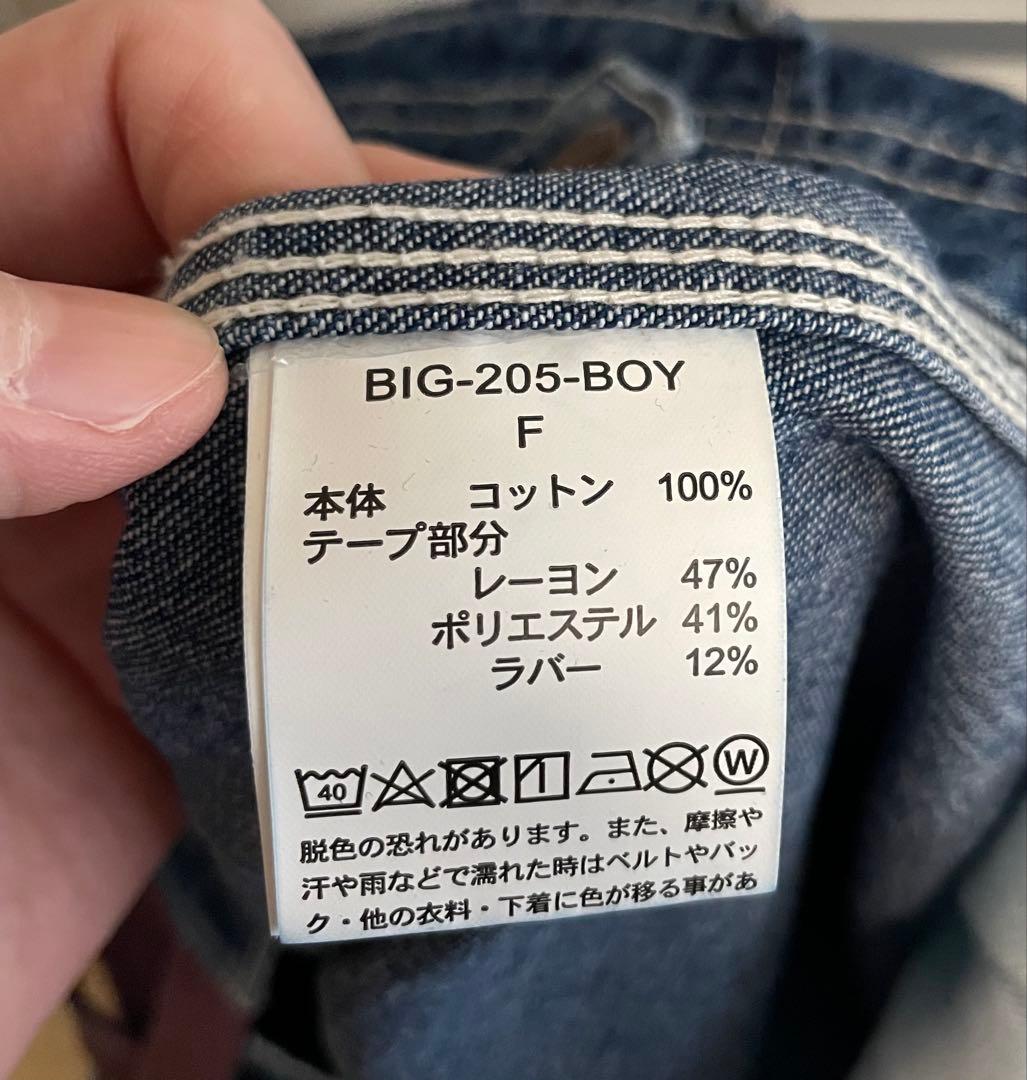 BIG-205-BOY
F
本体 コットン 100%
テープ部分
レーヨン 47%
ポリエステル 41%
ラバー 12%
40 W
脱色の恐れがあります。また、摩擦や
汗や雨などで濡れた時はベルトやバッ
ク・他の衣料・下着に色が移る事があ